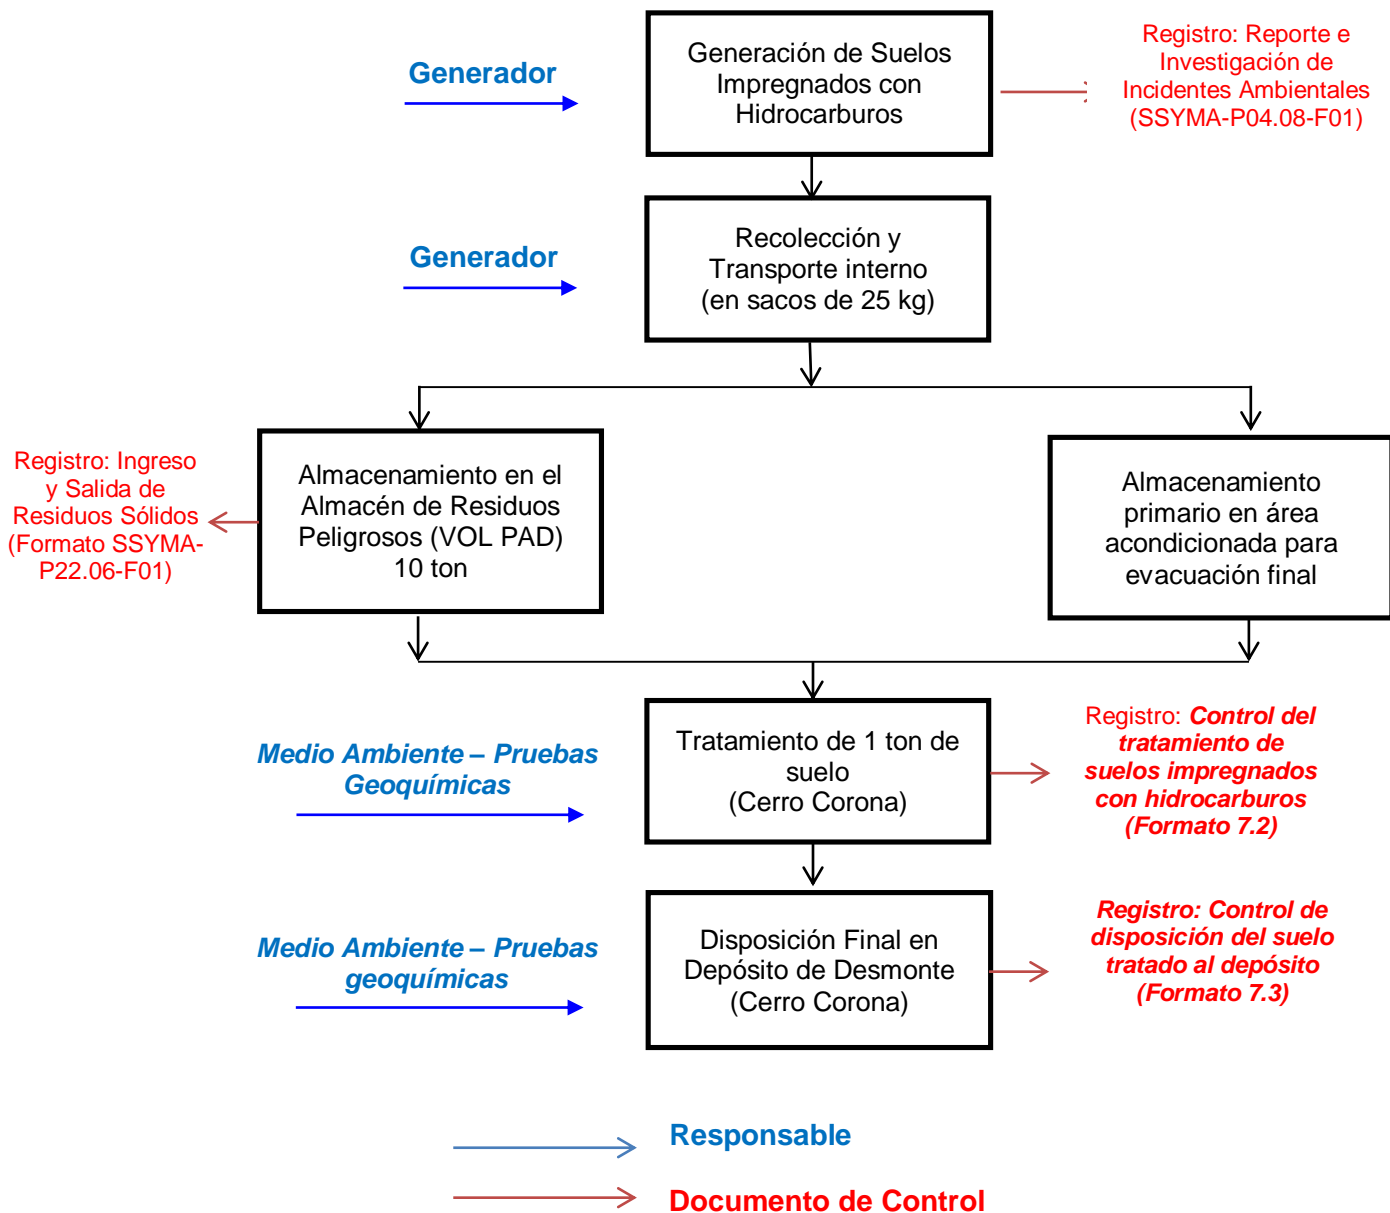 Generador
Generación de Suelos
Impregnados con
Hidrocarburos
Registro: Reporte e
Investigación de
Incidentes Ambientales
(SSYMA-P04.08-F01)
Generador
Recolección y
Transporte interno
(en sacos de 25 kg)
Registro: Ingreso
y Salida de
Residuos Sólidos
(Formato SSYMA-
P22.06-F01)
Almacenamiento en el
Almacén de Residuos
Peligrosos (VOL PAD)
10 ton
Almacenamiento
primario en área
acondicionada para
evacuación final
Medio Ambiente – Pruebas
Geoquímicas
Tratamiento de 1 ton de
suelo
(Cerro Corona)
Registro: Control del
tratamiento de
suelos impregnados
con hidrocarburos
(Formato 7.2)
Medio Ambiente – Pruebas
geoquímicas
Disposición Final en
Depósito de Desmonte
(Cerro Corona)
Registro: Control de
disposición del suelo
tratado al depósito
(Formato 7.3)
Responsable
Documento de Control